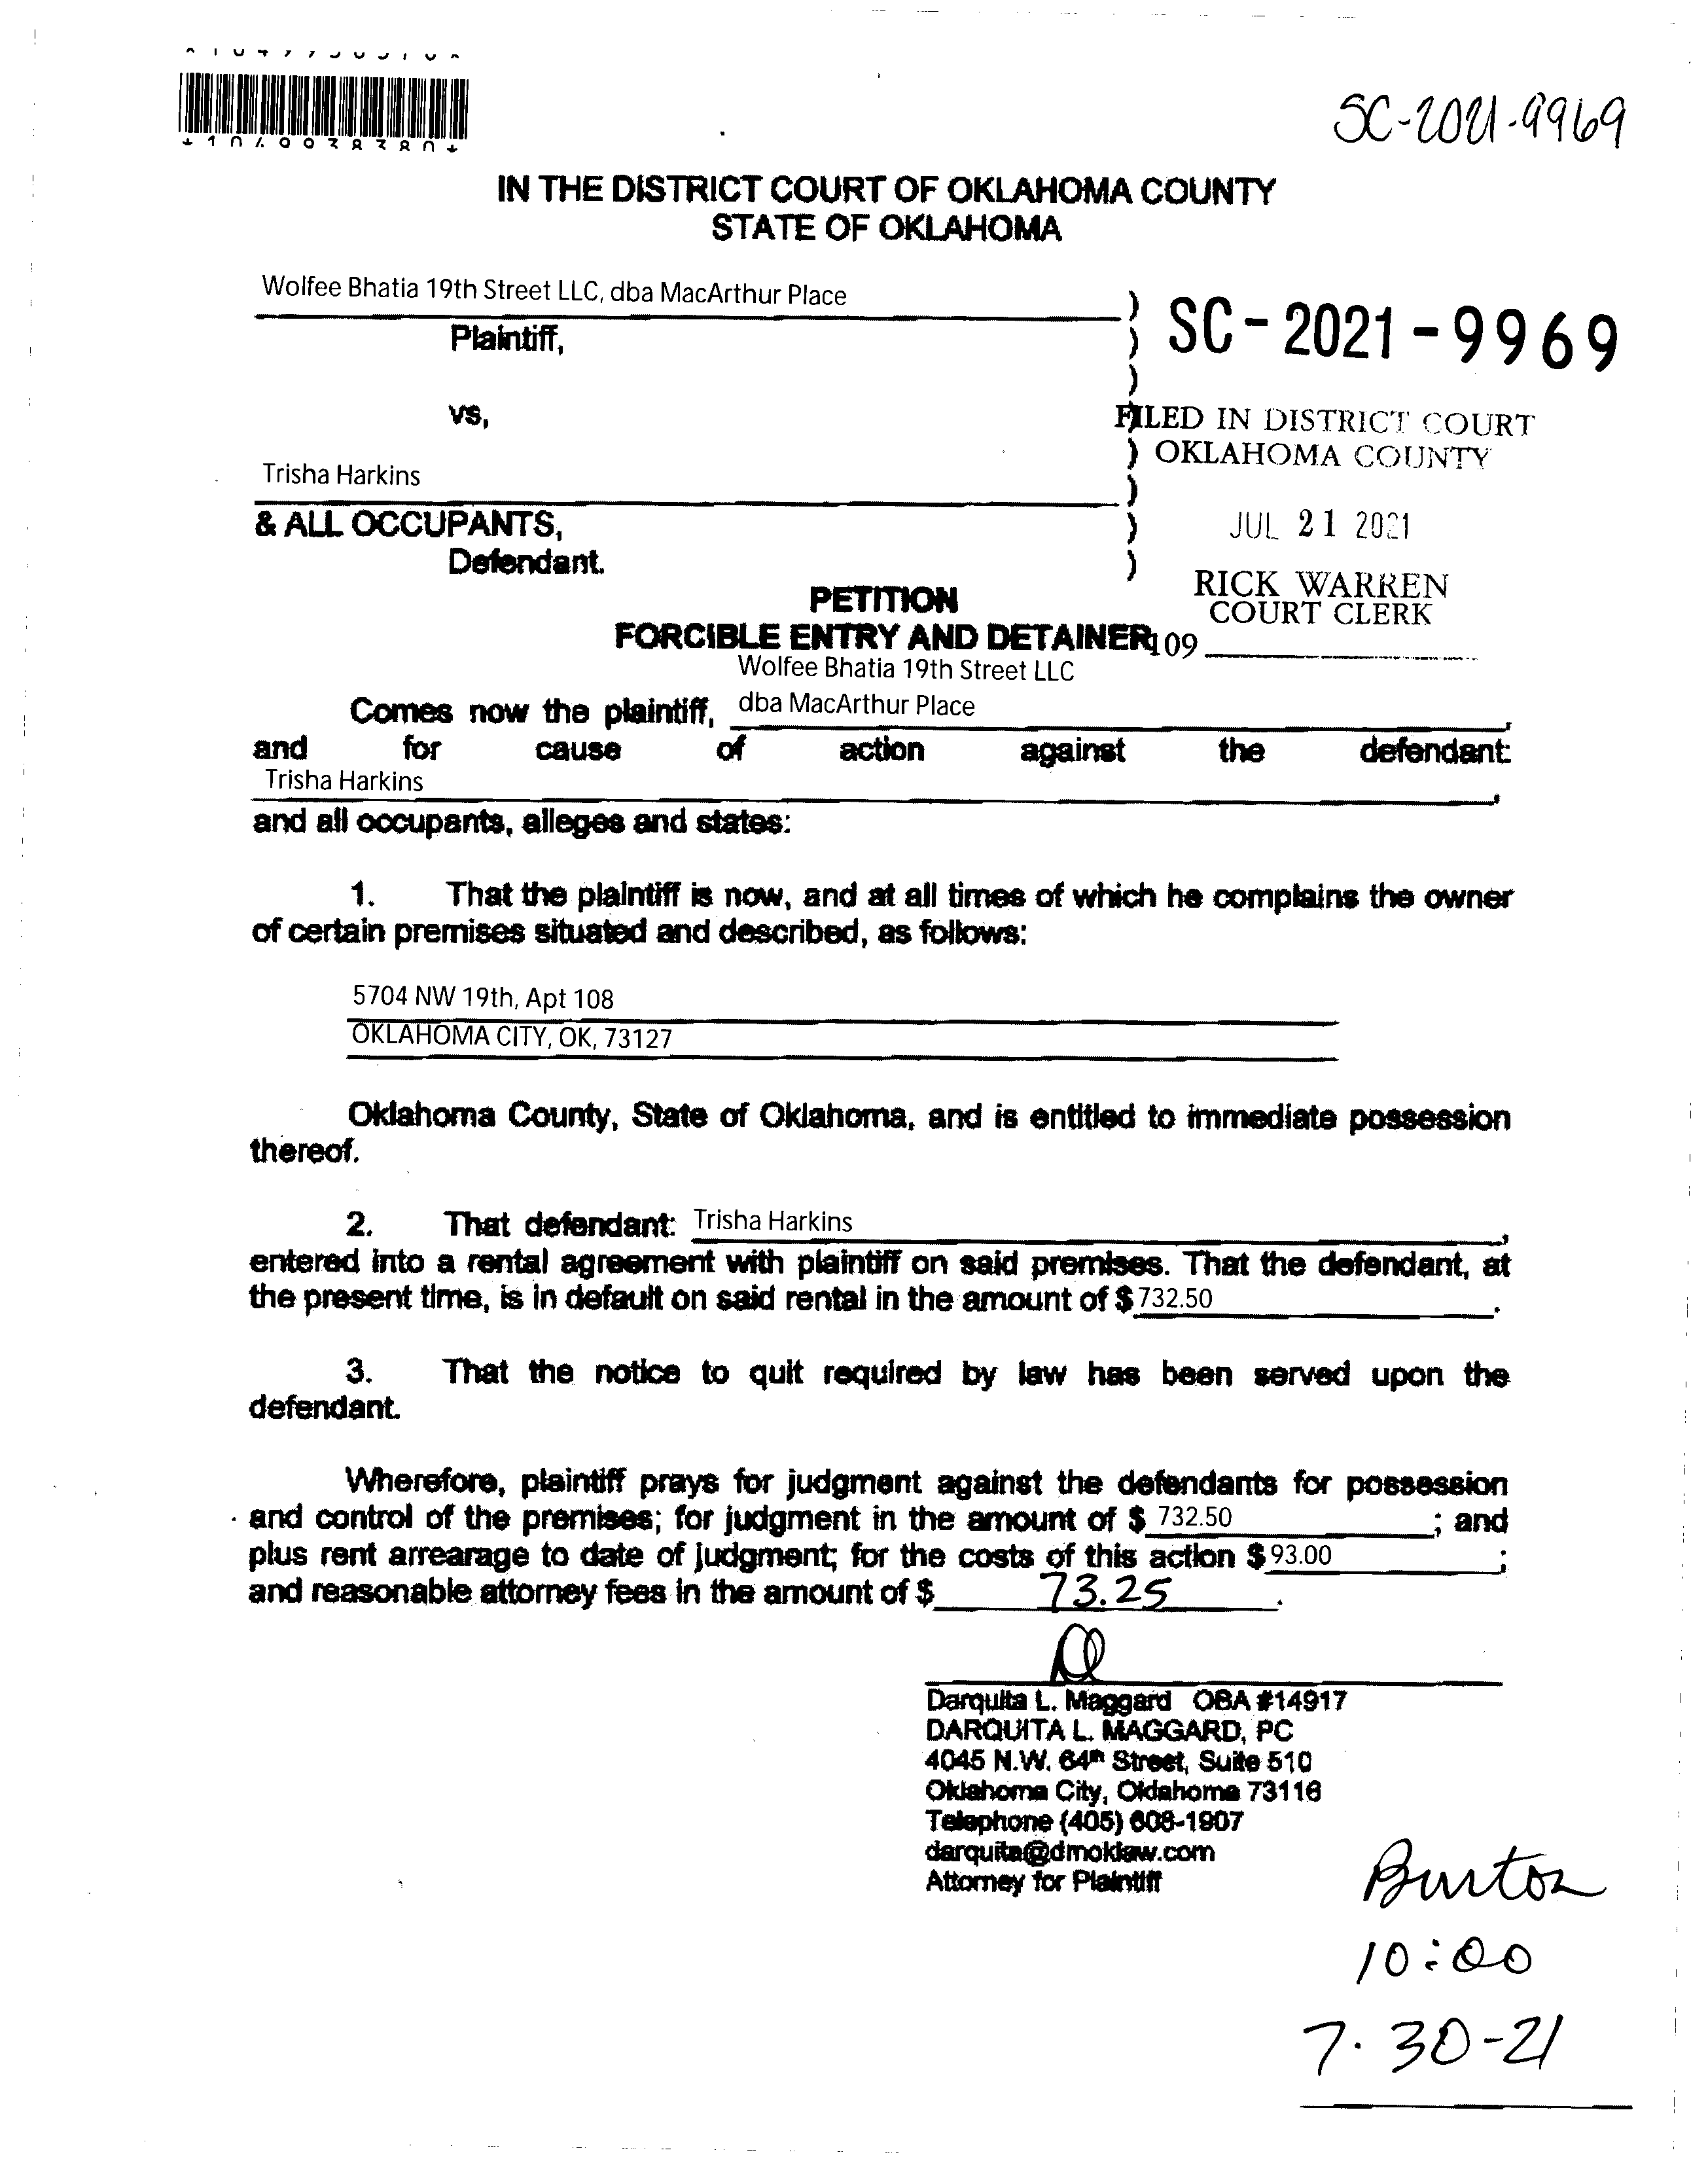 SC-2021-9969
IN THE DISTRICT COURT OF OKLAHOMA COUNTY
STATE OF OKLAHOMA
Wolfee Bhatia 19th Street LLC, dba MacArthur Place
Plaintiff,
SC-2021-9969
vs,
FILED IN DISTRICT COURT
OKLAHOMA COUNTY
Trisha Harkins
& ALL OCCUPANTS,
JUL 21 2021
Defendant.
RICK WARREN
COURT CLERK
PETITION
FORCIBLE ENTRY AND DETAINER
109
Wolfee Bhatia 19th Street LLC
Comes now the plaintiff, dba MacArthur Place,
and for cause of action against the defendant:
Trisha Harkins,
and all occupants, alleges and states:
1. That the plaintiff is now, and at all times of which he complains the owner
of certain premises situated and described, as follows:
5704 NW 19th, Apt 108
OKLAHOMA CITY, OK, 73127
Oklahoma County, State of Oklahoma, and is entitled to immediate possession
thereof.
2. That defendant: Trisha Harkins,
entered into a rental agreement with plaintiff on said premises. That the defendant, at
the present time, is in default on said rental in the amount of $732.50.
3. That the notice to quit required by law has been served upon the
defendant.
Wherefore, plaintiff prays for judgment against the defendants for possession
and control of the premises; for judgment in the amount of $ 732.50; and
plus rent arrearage to date of judgment; for the costs of this action $93.00;
and reasonable attorney fees in the amount of $ 73.25.
Darquita L. Maggard OBA #14917
DARQUITA L. MAGGARD, PC
4045 N.W. 64th Street, Suite 510
Oklahoma City, Oklahoma 73116
Telephone (405) 608-1907
darquita@dmoklaw.com
Attorney for Plaintiff
Burton
10:00
7.30-21